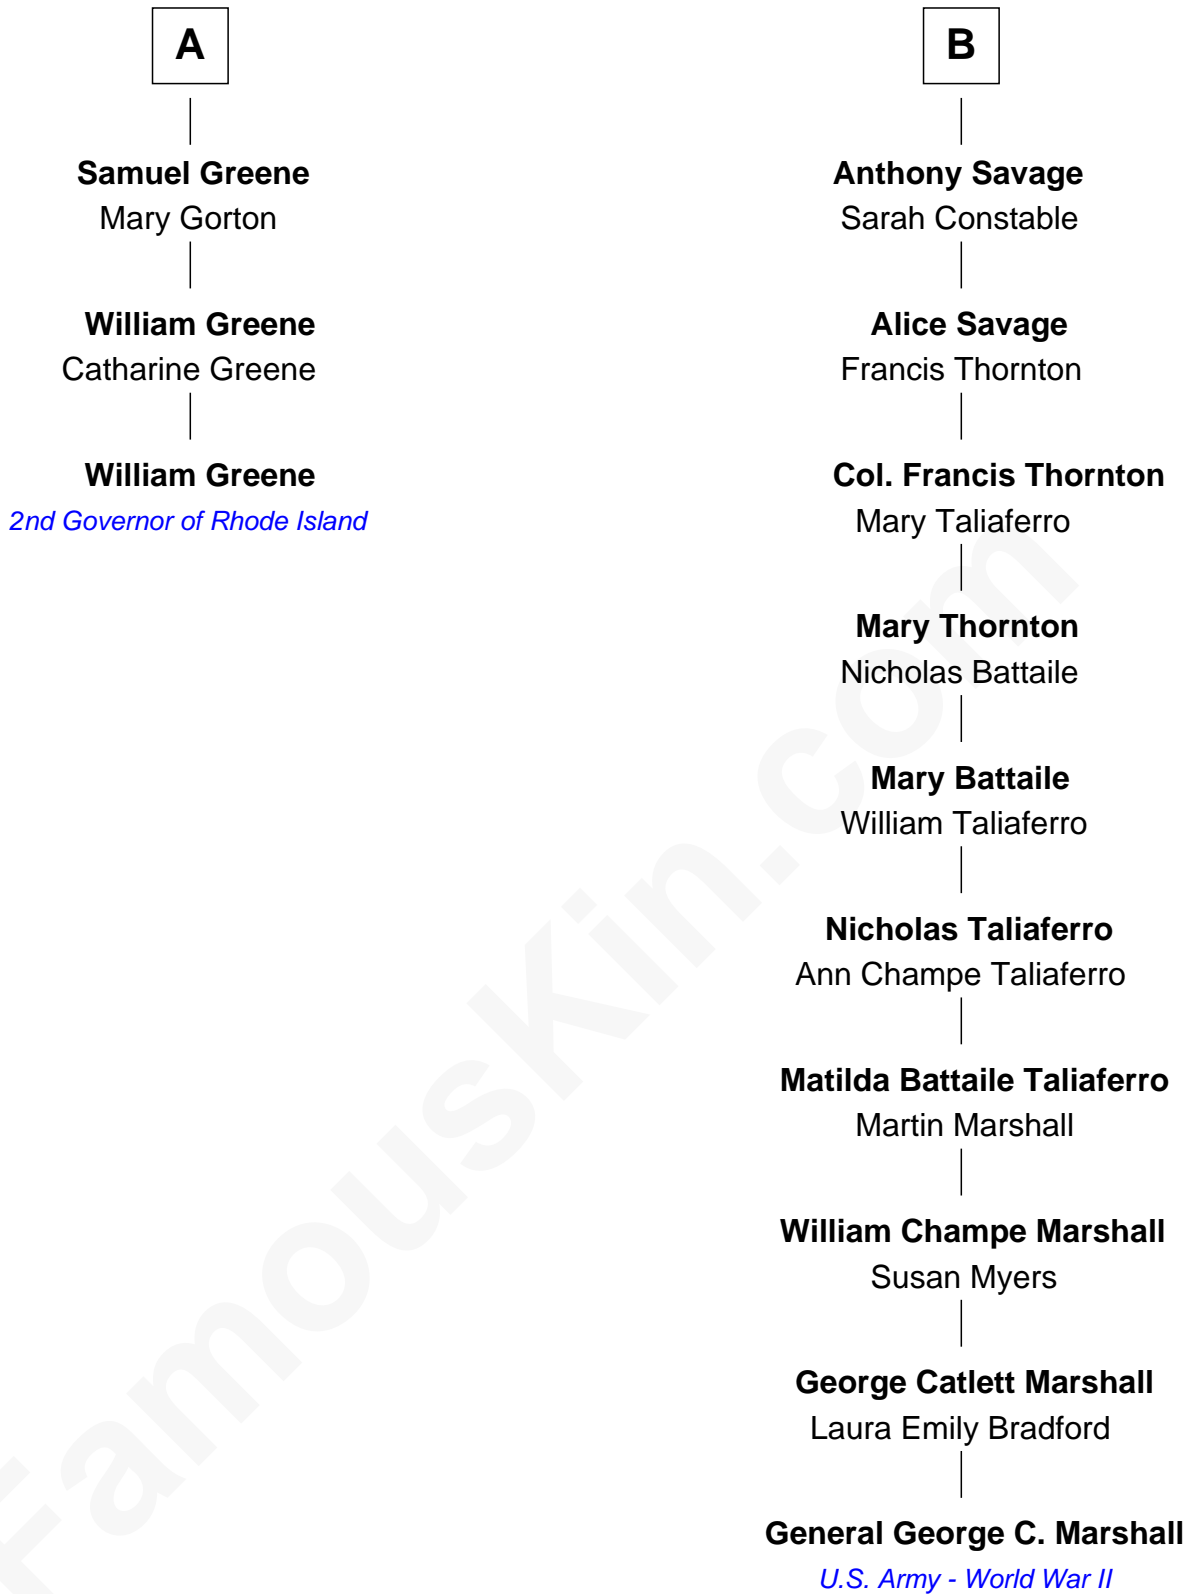 A
Samuel Greene
Mary Gorton
William Greene
Catharine Greene
William Greene
2nd Governor of Rhode Island
B
Anthony Savage
Sarah Constable
Alice Savage
Francis Thornton
Col. Francis Thornton
Mary Taliaferro
Mary Thornton
Nicholas Battaile
Mary Battaile
William Taliaferro
Nicholas Taliaferro
Ann Champe Taliaferro
Matilda Battaile Taliaferro
Martin Marshall
William Champe Marshall
Susan Myers
George Catlett Marshall
Laura Emily Bradford
General George C. Marshall
U.S. Army - World War II
FamousKin.com